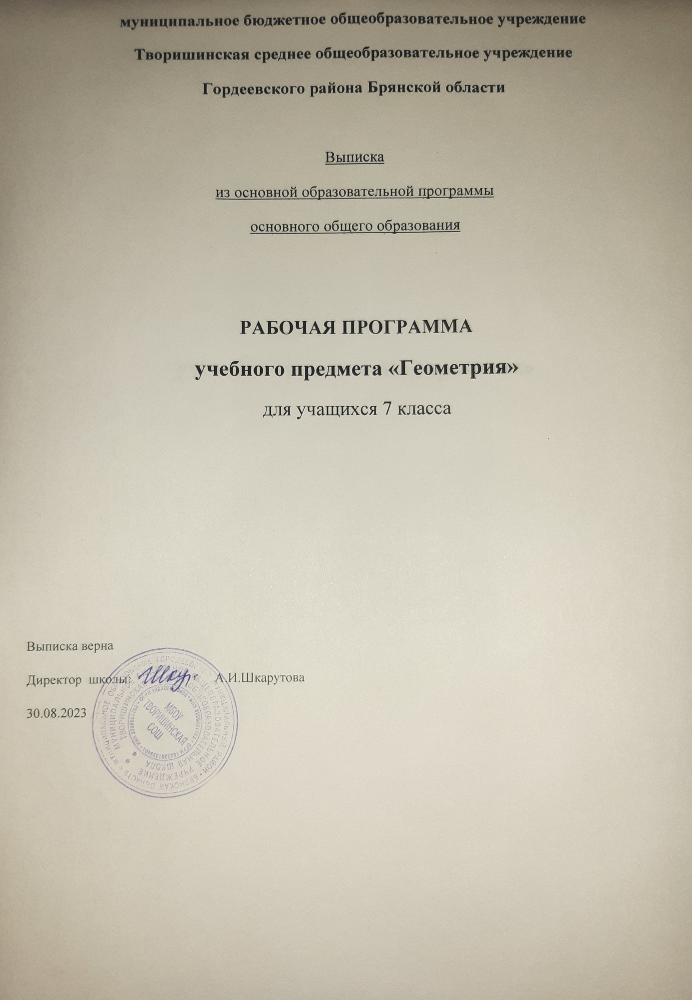 муниципальное бюджетное общеобразовательное учреждение
Творишинская среднее общеобразовательное учреждение
Гордеевского района Брянской области
Выписка
из основной образовательной программы
основного общего образования
РАБОЧАЯ ПРОГРАММА
учебного предмета «Геометрия»
для учащихся 7 класса
Выписка верна
Директор школы: А.И.Шкарутова
30.08.2023
МБОУ
ТВОРИШИНСКАЯ
СОШ